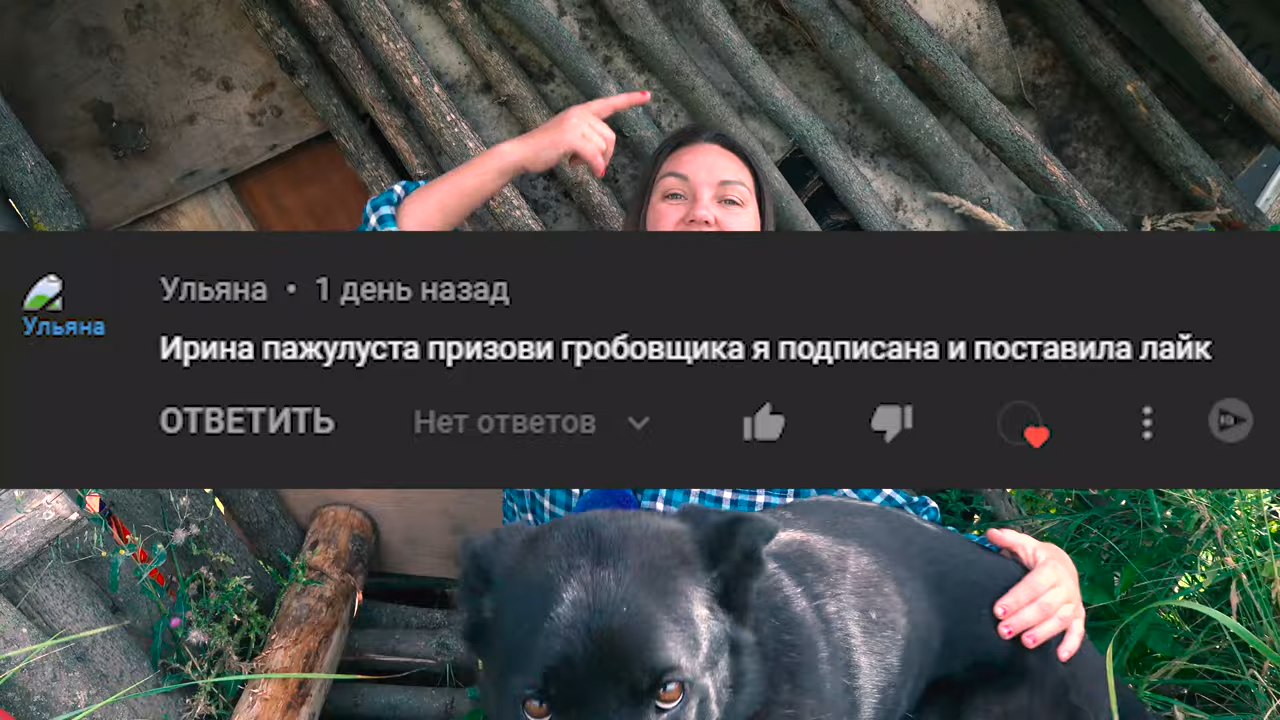 Ульяна • 1 день назад
Ульяна
Ирина пажулуста призови гробовщика я подписана и поставила лайк
ОТВЕТИТЬ Нет ответов